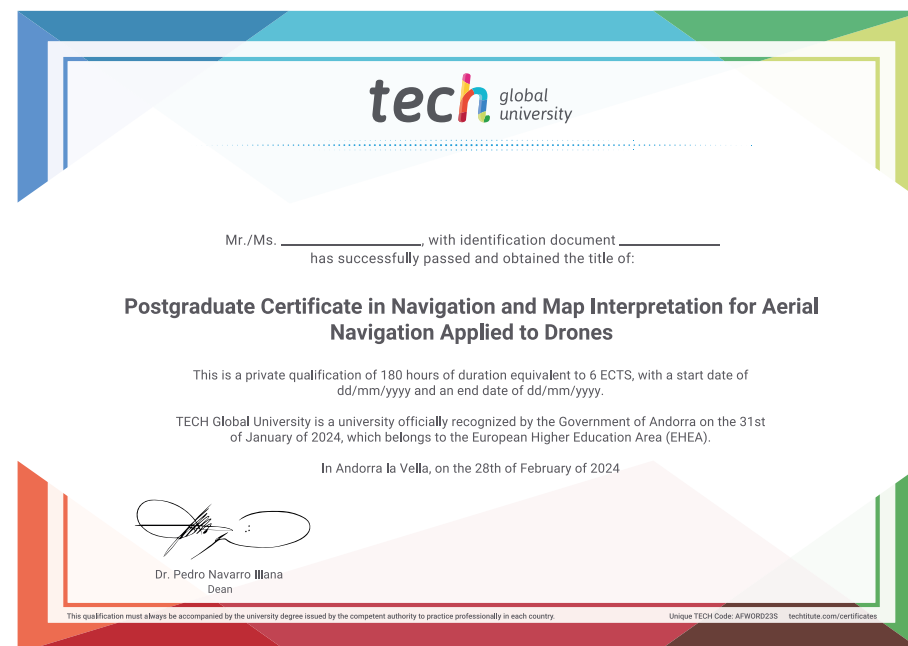 tech global university
Mr./Ms. ____________________, with identification document ______________
has successfully passed and obtained the title of:
Postgraduate Certificate in Navigation and Map Interpretation for Aerial
Navigation Applied to Drones
This is a private qualification of 180 hours of duration equivalent to 6 ECTS, with a start date of
dd/mm/yyyy and an end date of dd/mm/yyyy.
TECH Global University is a university officially recognized by the Government of Andorra on the 31st
of January of 2024, which belongs to the European Higher Education Area (EHEA).
In Andorra la Vella, on the 28th of February of 2024
Dr. Pedro Navarro Illana
Dean
This qualification must always be accompanied by the university degree issued by the competent authority to practice professionally in each country.
Unique TECH Code: AFWORD23S techtitute.com/certificates